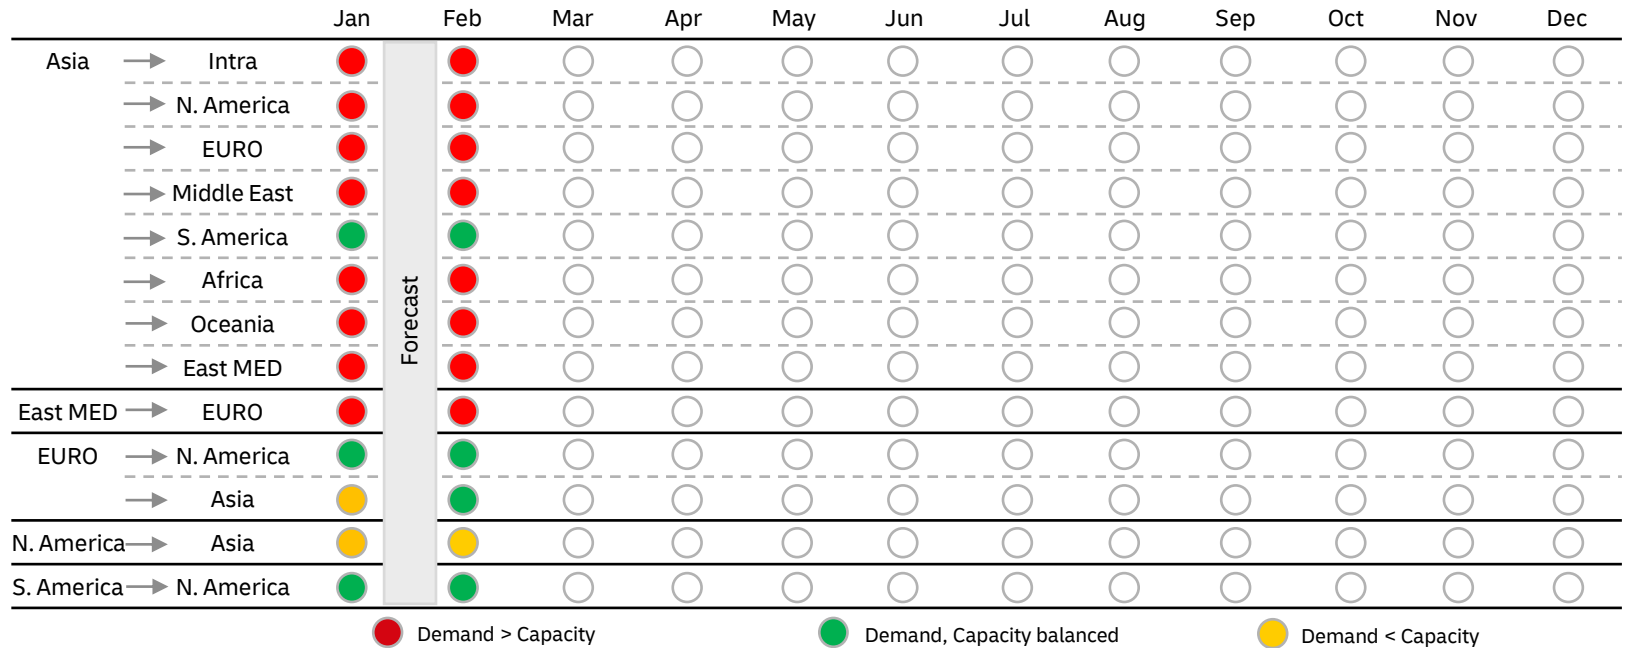 Jan Feb Mar Apr May Jun Jul Aug Sep Oct Nov Dec
Asia Intra
N. America
EURO
Middle East
S. America
Africa
Oceania
East MED
Forecast
East MED EURO
EURO N. America
Asia
N. America Asia
S. America N. America
Demand > Capacity Demand, Capacity balanced Demand < Capacity